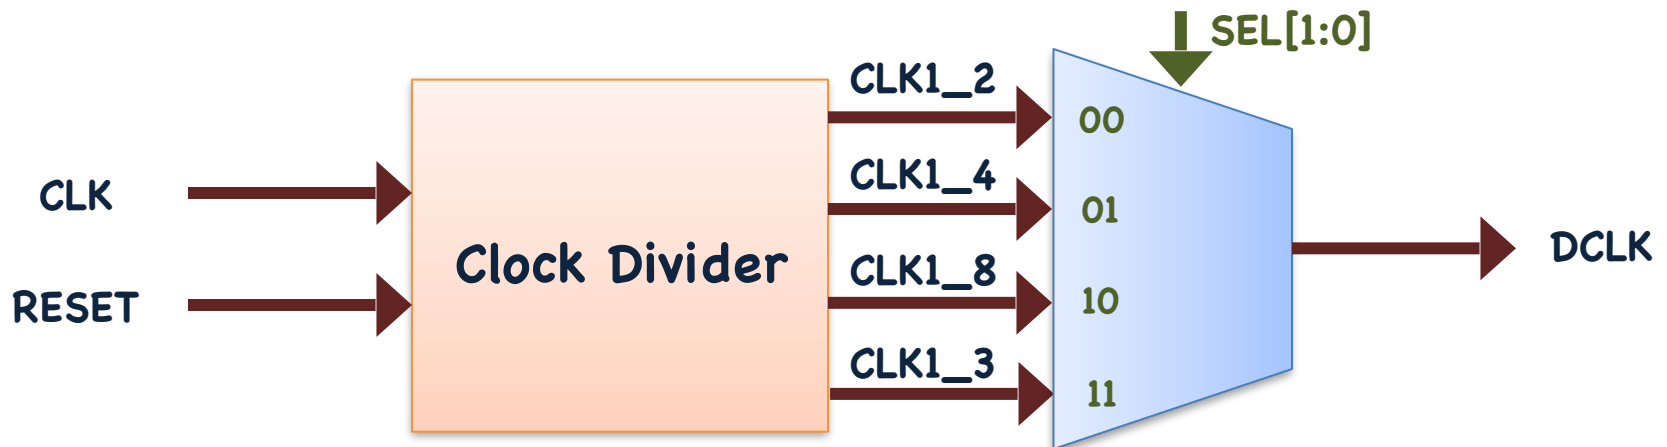 SEL[1:0]
CLK1_2
00
CLK1_4
CLK
01
Clock Divider
DCLK
CLK1_8
RESET
10
CLK1_3
11